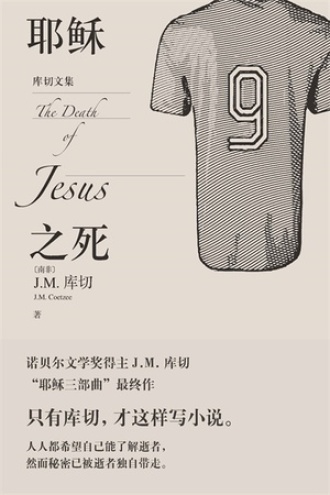 耶稣
库切文集
The Death
of
Jesus
之死
［南非］
J.M. 库切
J.M. Coetzee
著
9
诺贝尔文学奖得主 J.M. 库切
“耶稣三部曲”最终作
只有库切，才这样写小说。
人人都希望自己能了解逝者，
然而秘密已被逝者独自带走。